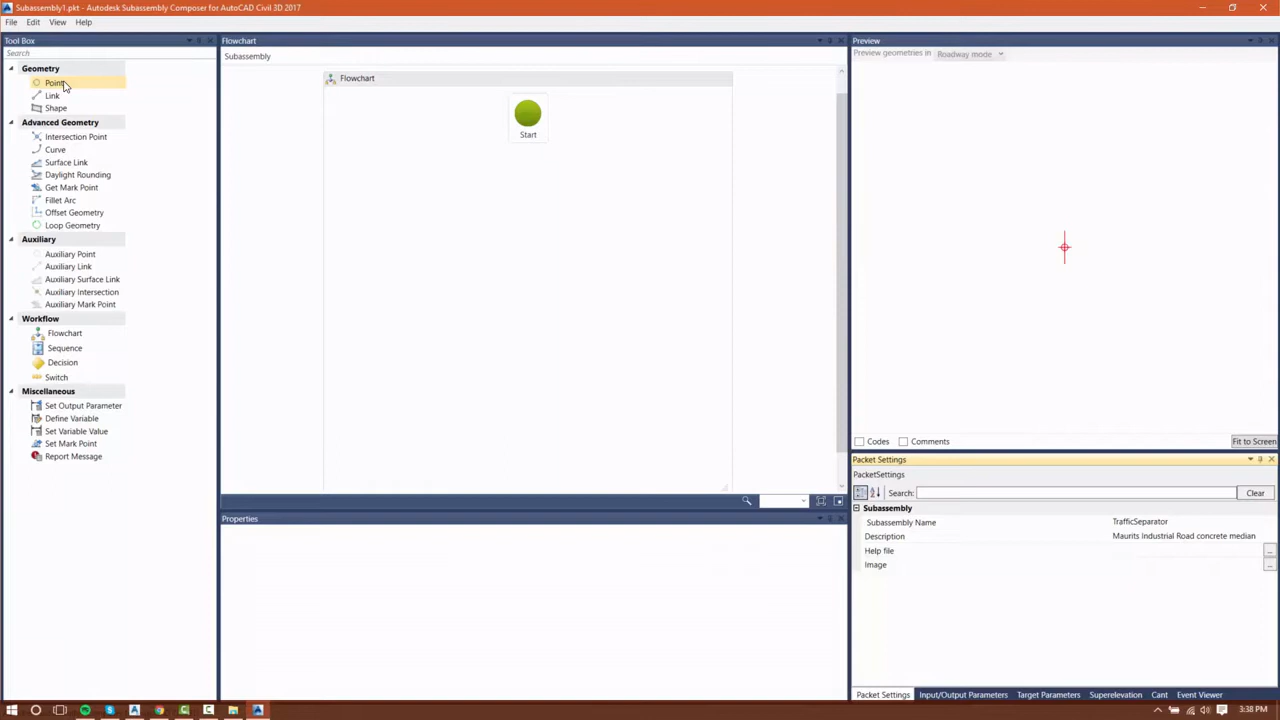 Subassembly1.pkt - Autodesk Subassembly Composer for AutoCAD Civil 3D 2017
File Edit View Help
Tool Box
Search
Geometry
Point
Link
Shape
Advanced Geometry
Intersection Point
Curve
Surface Link
Daylight Rounding
Get Mark Point
Fillet Arc
Offset Geometry
Loop Geometry
Auxiliary
Auxiliary Point
Auxiliary Link
Auxiliary Surface Link
Auxiliary Intersection
Auxiliary Mark Point
Workflow
Flowchart
Sequence
Decision
Switch
Miscellaneous
Set Output Parameter
Define Variable
Set Variable Value
Set Mark Point
Report Message
Flowchart
Subassembly
Flowchart
Start
Properties
Preview
Preview geometries in Roadway mode
Codes Comments Fit to Screen
Packet Settings
PacketSettings
Search: Clear
Subassembly
Subassembly Name TrafficSeparator
Description Maurits Industrial Road concrete median
Help file ...
Image ...
Packet Settings Input/Output Parameters Target Parameters Superelevation Cant Event Viewer
3:38 PM